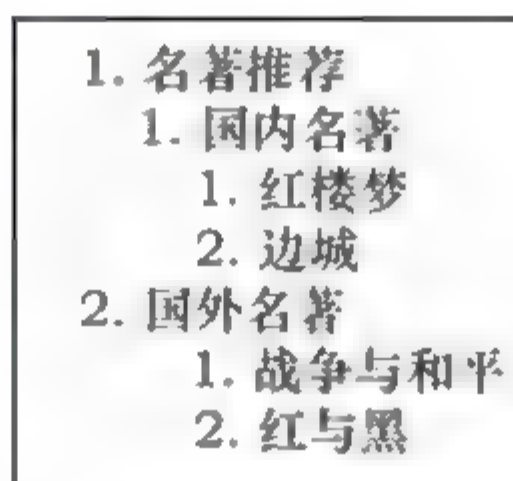 1. 名著推荐
1. 国内名著
1. 红楼梦
2. 边城
2. 国外名著
1. 战争与和平
2. 红与黑